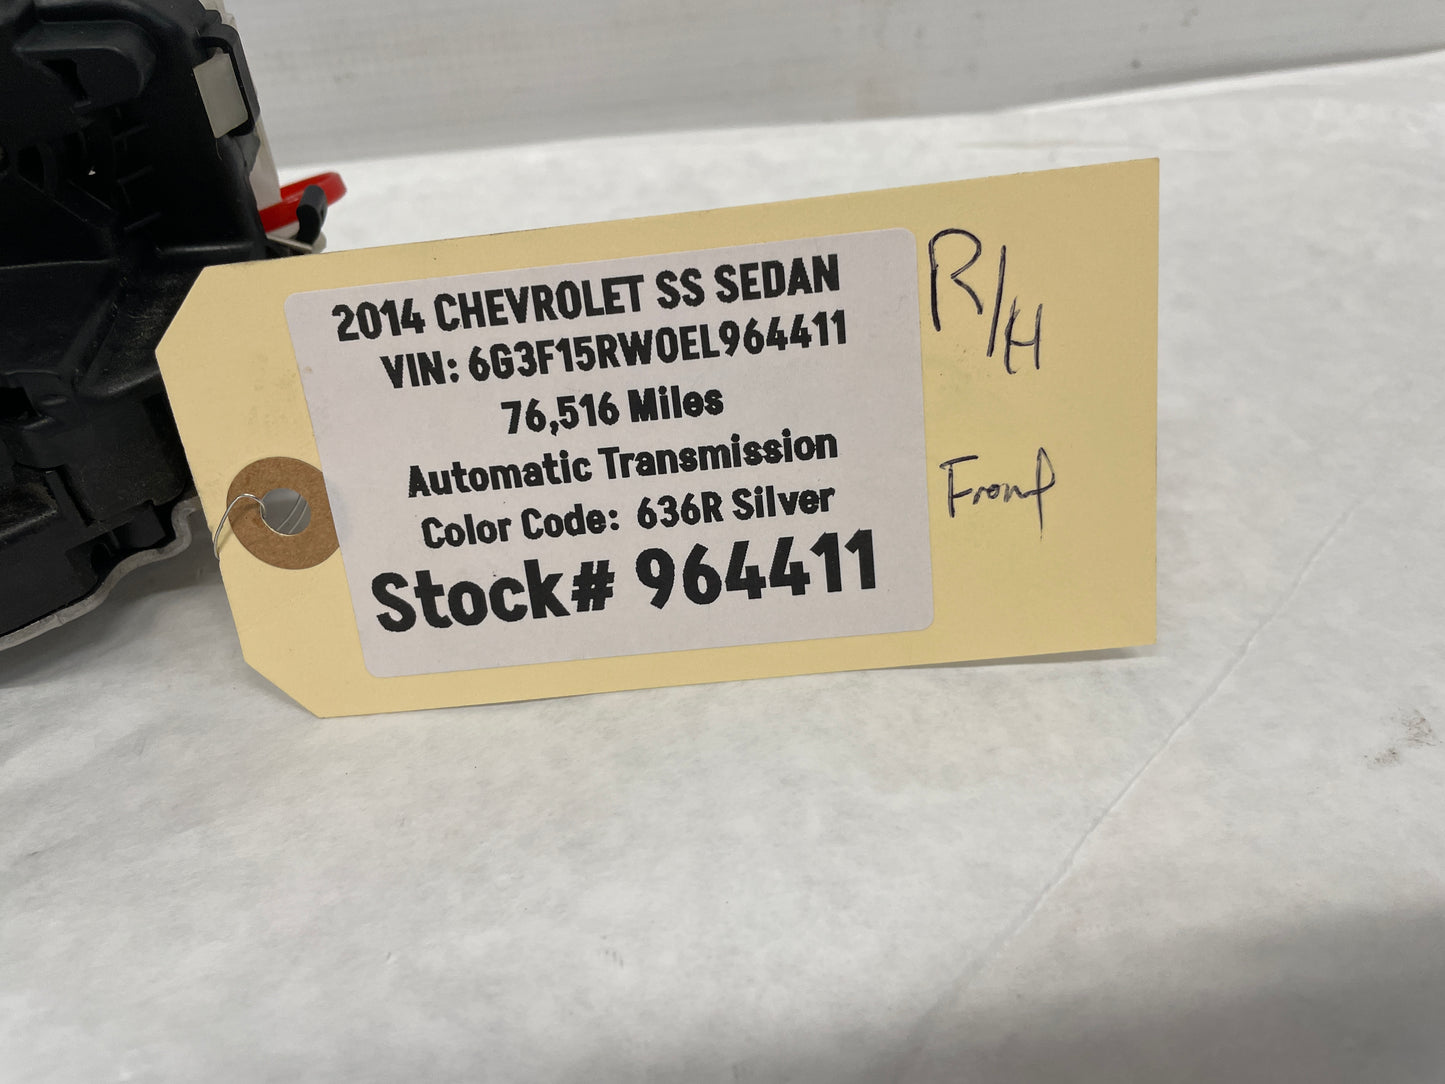 2014 CHEVROLET SS SEDAN
VIN: 6G3F15RW0EL964411
76,516 Miles
Automatic Transmission
Color Code: 636R Silver
Stock# 964411
R/H
Front